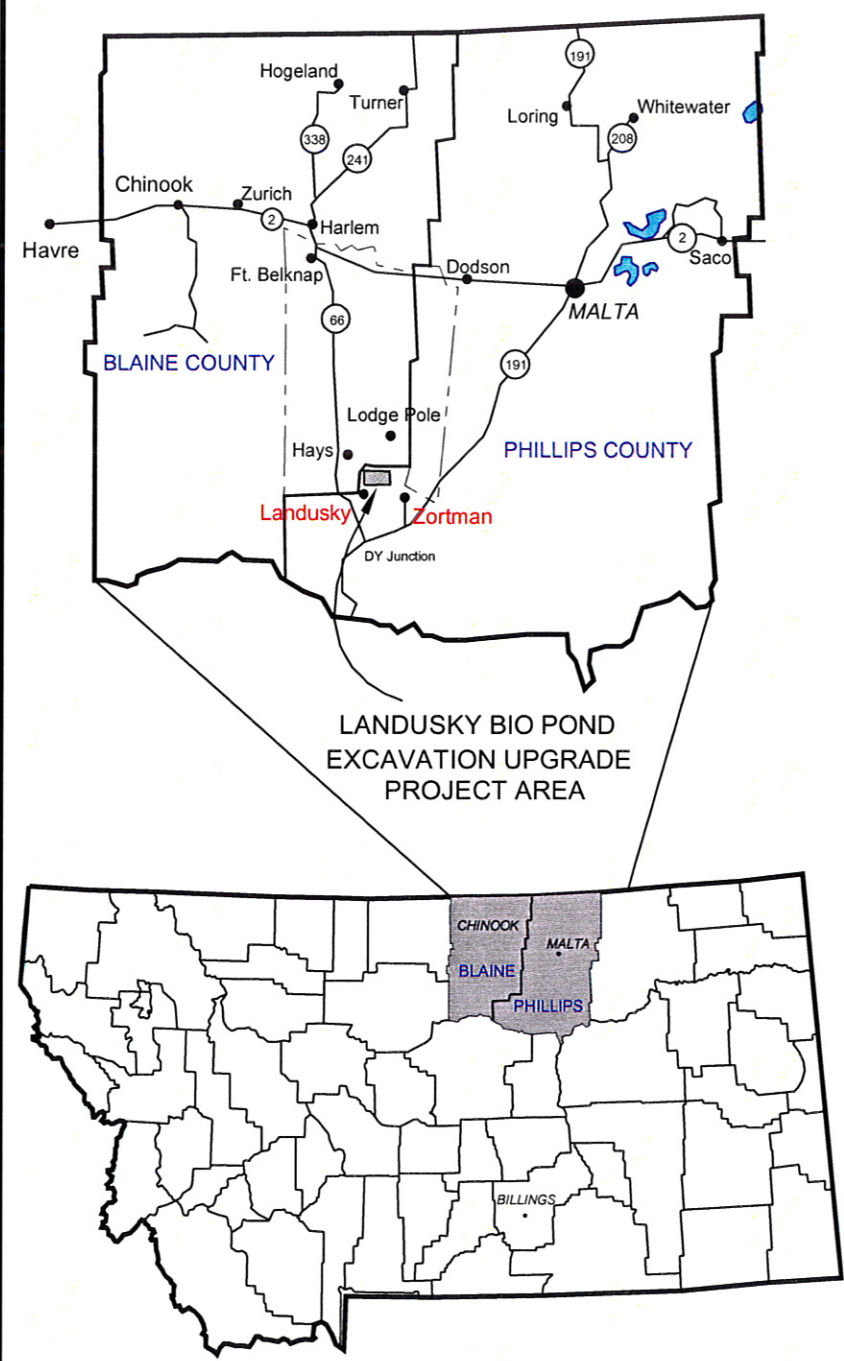 191
Hogeland
Turner
Loring
Whitewater
338
208
241
Chinook
Zurich
2
Harlem
Havre
2
Saco
Ft. Belknap
Dodson
MALTA
66
BLAINE COUNTY
191
Lodge Pole
Hays
PHILLIPS COUNTY
Landusky
Zortman
DY Junction
LANDUSKY BIO POND
EXCAVATION UPGRADE
PROJECT AREA
CHINOOK
MALTA
BLAINE
PHILLIPS
BILLINGS